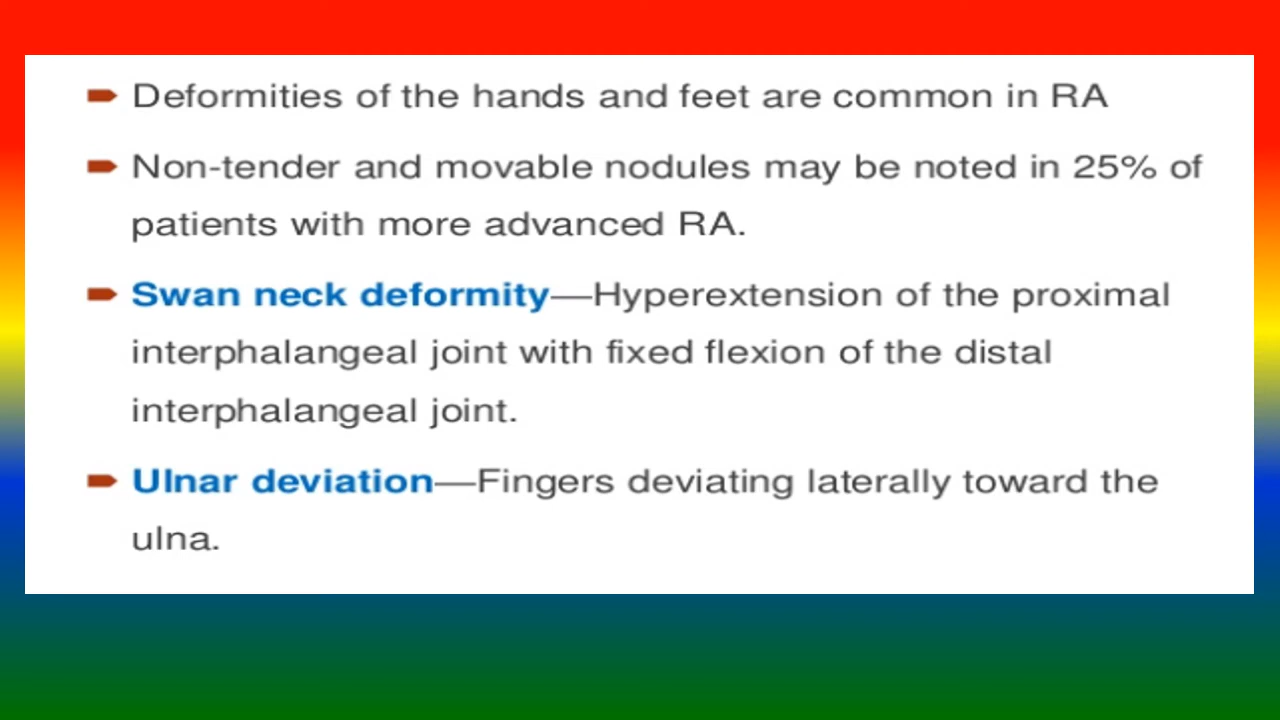 Deformities of the hands and feet are common in RA
Non-tender and movable nodules may be noted in 25% of
patients with more advanced RA.
Swan neck deformity—Hyperextension of the proximal
interphalangeal joint with fixed flexion of the distal
interphalangeal joint.
Ulnar deviation—Fingers deviating laterally toward the
ulna.